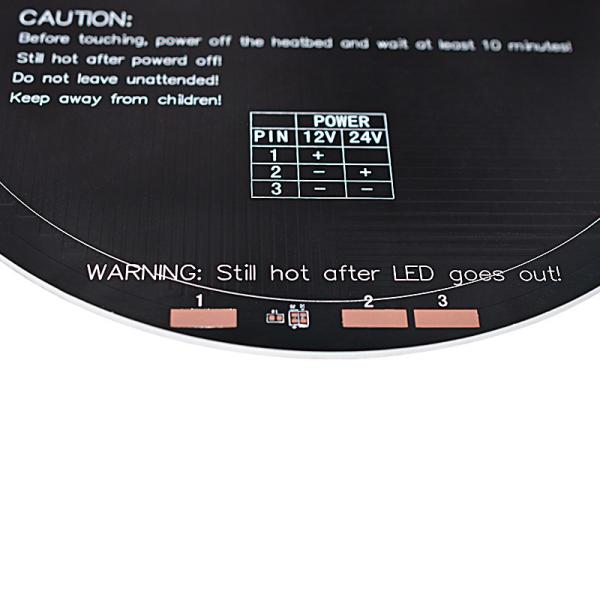 CAUTION:
Before touching, power off the heatbed and wait at least 10 minutes!
Still hot after powerd off!
Do not leave unattended!
Keep away from children!
POWER
PIN 12V 24V
1 +
2 - +
3 - -
WARNING: Still hot after LED goes out!
1 2 3